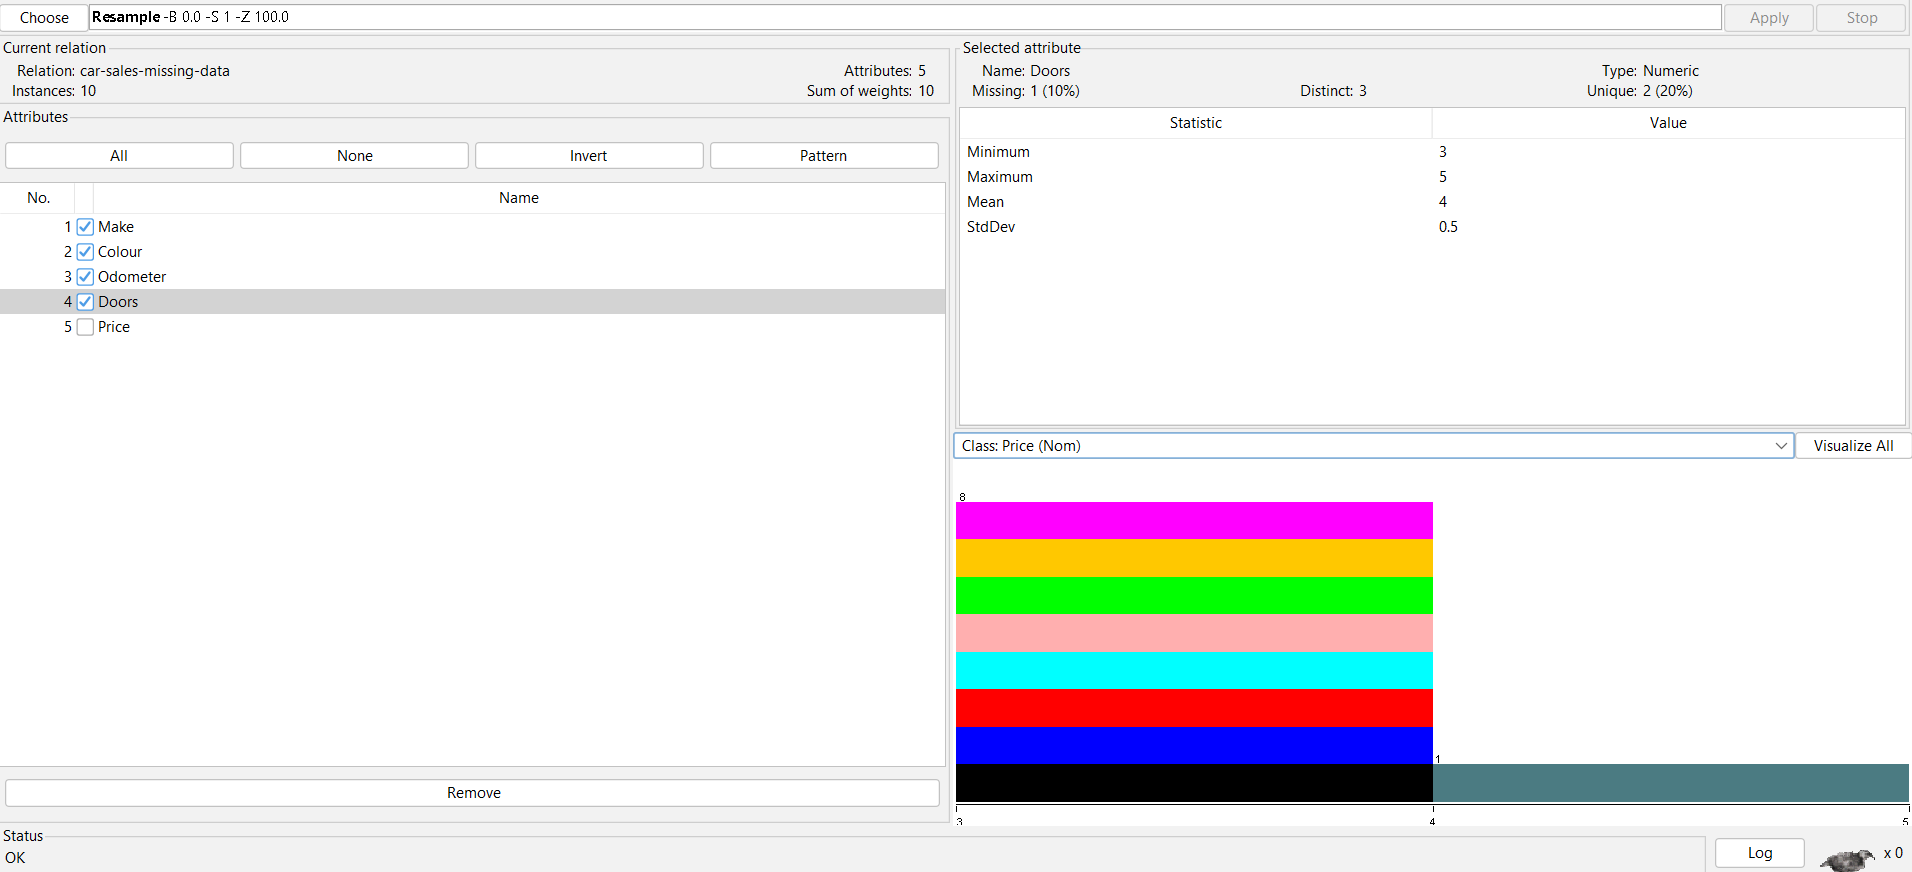 Choose Resample -B 0.0 -S 1 -Z 100.0 Apply Stop
Current relation
Relation: car-sales-missing-data Attributes: 5
Instances: 10 Sum of weights: 10
Attributes
All None Invert Pattern
No. Name
1 Make
2 Colour
3 Odometer
4 Doors
5 Price
Remove
Selected attribute
Name: Doors Type: Numeric
Missing: 1 (10%) Distinct: 3 Unique: 2 (20%)
Statistic Value
Minimum 3
Maximum 5
Mean 4
StdDev 0.5
Class: Price (Nom) Visualize All
8
1
3 4 5
Status
OK
Log x 0